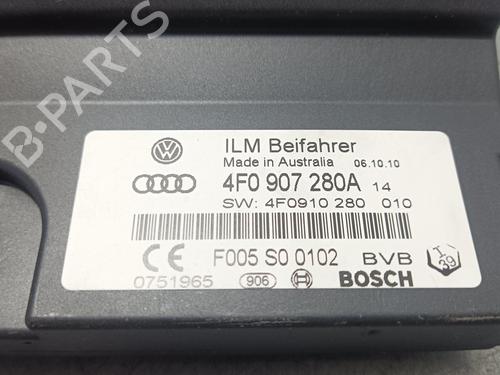 B-PARTS
ILM Beifahrer
Made in Australia 06.10.10
4F0 907 280A 14
SW: 4F0910 280 010
CE F005 S0 0102 BVB
0751965 906 BOSCH